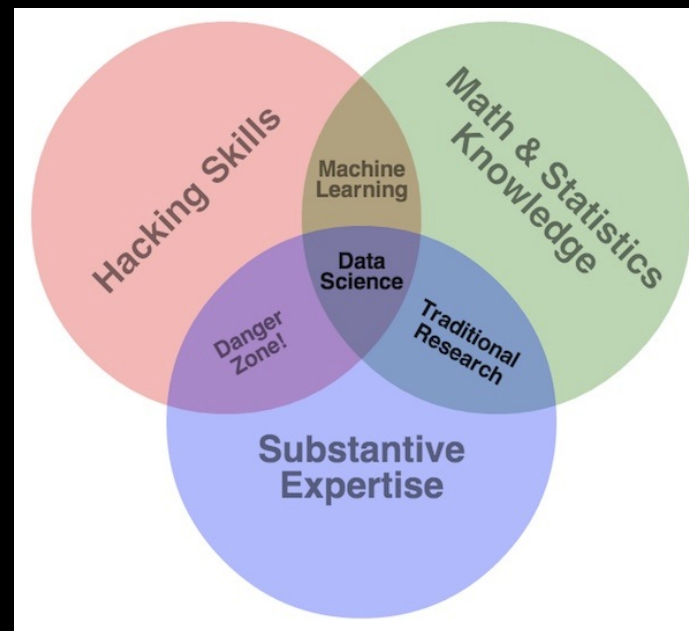 Hacking Skills
Math & Statistics
Knowledge
Machine
Learning
Data
Science
Danger
Zone!
Traditional
Research
Substantive
Expertise